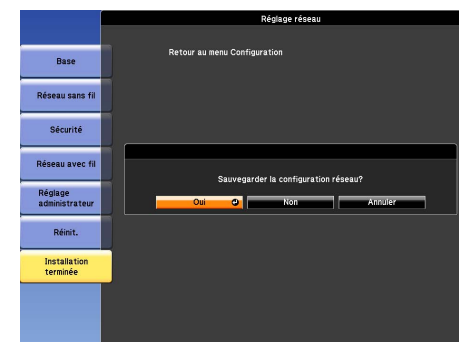 Réglage réseau
Retour au menu Configuration
Base
Réseau sans fil
Sécurité
Réseau avec fil
Réglage
administrateur
Réinit.
Installation
terminée
Sauvegarder la configuration réseau?
Oui
Non
Annuler